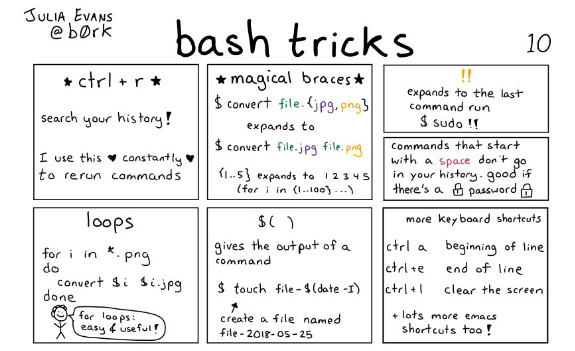 JULIA EVANS
@b0rk
bash tricks
10
★ ctrl + r ★
search your history!
I use this ♥ constantly ♥
to rerun commands
★ magical braces ★
$ convert file.{jpg,png}
expands to
$ convert file.jpg file.png
{1..5} expands to 1 2 3 4 5
(for i in {1..100}...)
!!
expands to the last
command run
$ sudo !!
commands that start
with a space don't go
in your history. good if
there's a 🔒 password 🔒
loops
for i in *.png
do
convert $i $i.jpg
done
for loops:
easy & useful!
$( )
gives the output of a
command
$ touch file-$(date -I)
create a file named
file-2018-05-25
more keyboard shortcuts
ctrl a beginning of line
ctrl+e end of line
ctrl+l clear the screen
+ lots more emacs
shortcuts too!